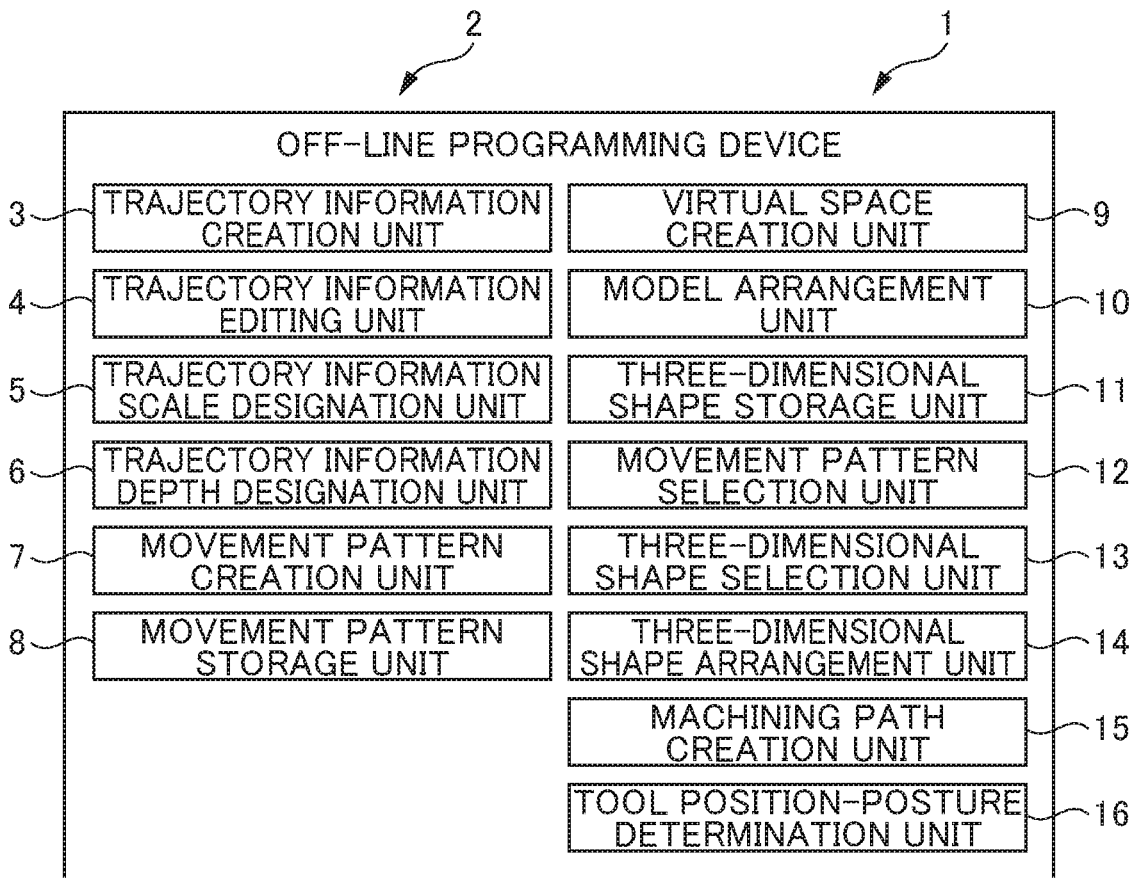 2
1
OFF-LINE PROGRAMMING DEVICE
3
TRAJECTORY INFORMATION
CREATION UNIT
VIRTUAL SPACE
CREATION UNIT
9
4
TRAJECTORY INFORMATION
EDITING UNIT
MODEL ARRANGEMENT
UNIT
10
5
TRAJECTORY INFORMATION
SCALE DESIGNATION UNIT
THREE-DIMENSIONAL
SHAPE STORAGE UNIT
11
6
TRAJECTORY INFORMATION
DEPTH DESIGNATION UNIT
MOVEMENT PATTERN
SELECTION UNIT
12
7
MOVEMENT PATTERN
CREATION UNIT
THREE-DIMENSIONAL
SHAPE SELECTION UNIT
13
8
MOVEMENT PATTERN
STORAGE UNIT
THREE-DIMENSIONAL
SHAPE ARRANGEMENT UNIT
14
MACHINING PATH
CREATION UNIT
15
TOOL POSITION-POSTURE
DETERMINATION UNIT
16